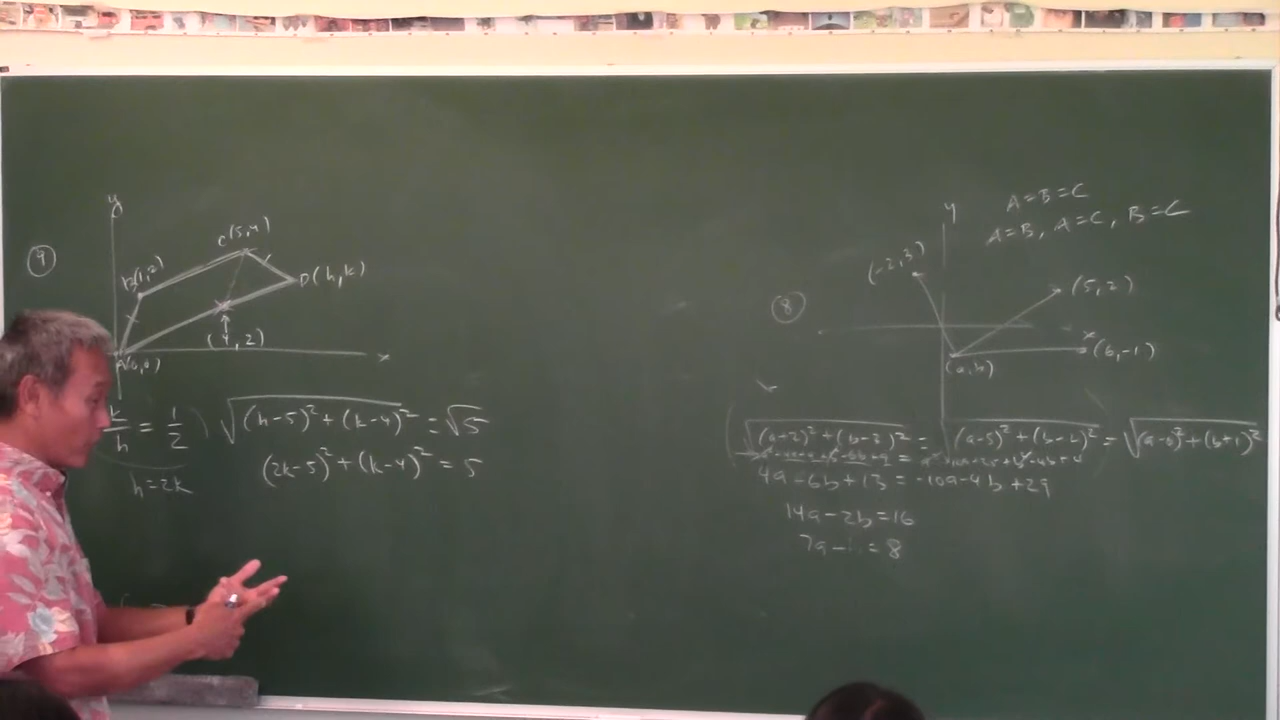 9
y
C(5,4)
B(1,2)
D(h,k)
(4,2)
A(0,0)
x
k/h = 1/2
√((h-5)²+(k-4)²) = √5
h=2k
(2k-5)²+(k-4)² = 5
A=B=C
A=B, A=C, B=C
8
y
(-2,3)
(5,2)
x
(6,-1)
(a,b)
√((a+2)²+(b-3)²) = √((a-5)²+(b-2)²) = √((a-6)²+(b+1)²)
4a-6b+13 = -10a-4b+29
14a-2b=16
7a-b=8